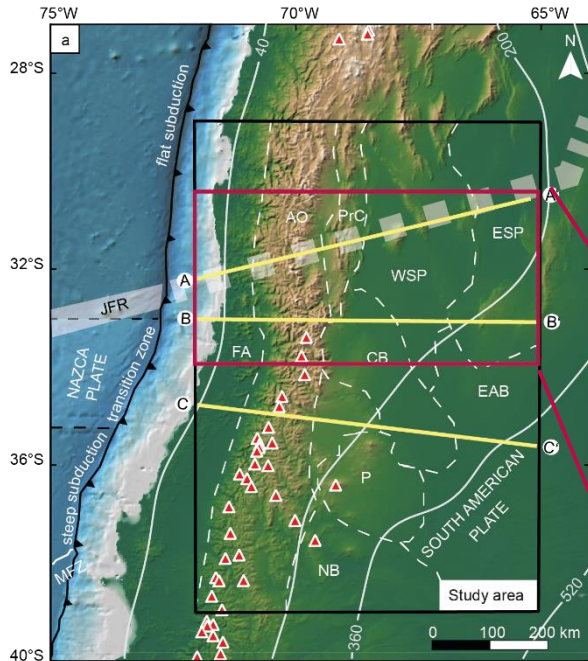 75°W
70°W
65°W
a
N
28°S
40
200
flat subduction
A'
AO
PrC
ESP
32°S
A
WSP
JFR
B
B'
FA
CB
NAZCA
PLATE
transition zone
EAB
C
C'
36°S
steep subduction
P
SOUTH AMERICAN
PLATE
MFZ
NB
Study area
520
360
0 100 200 km
40°S